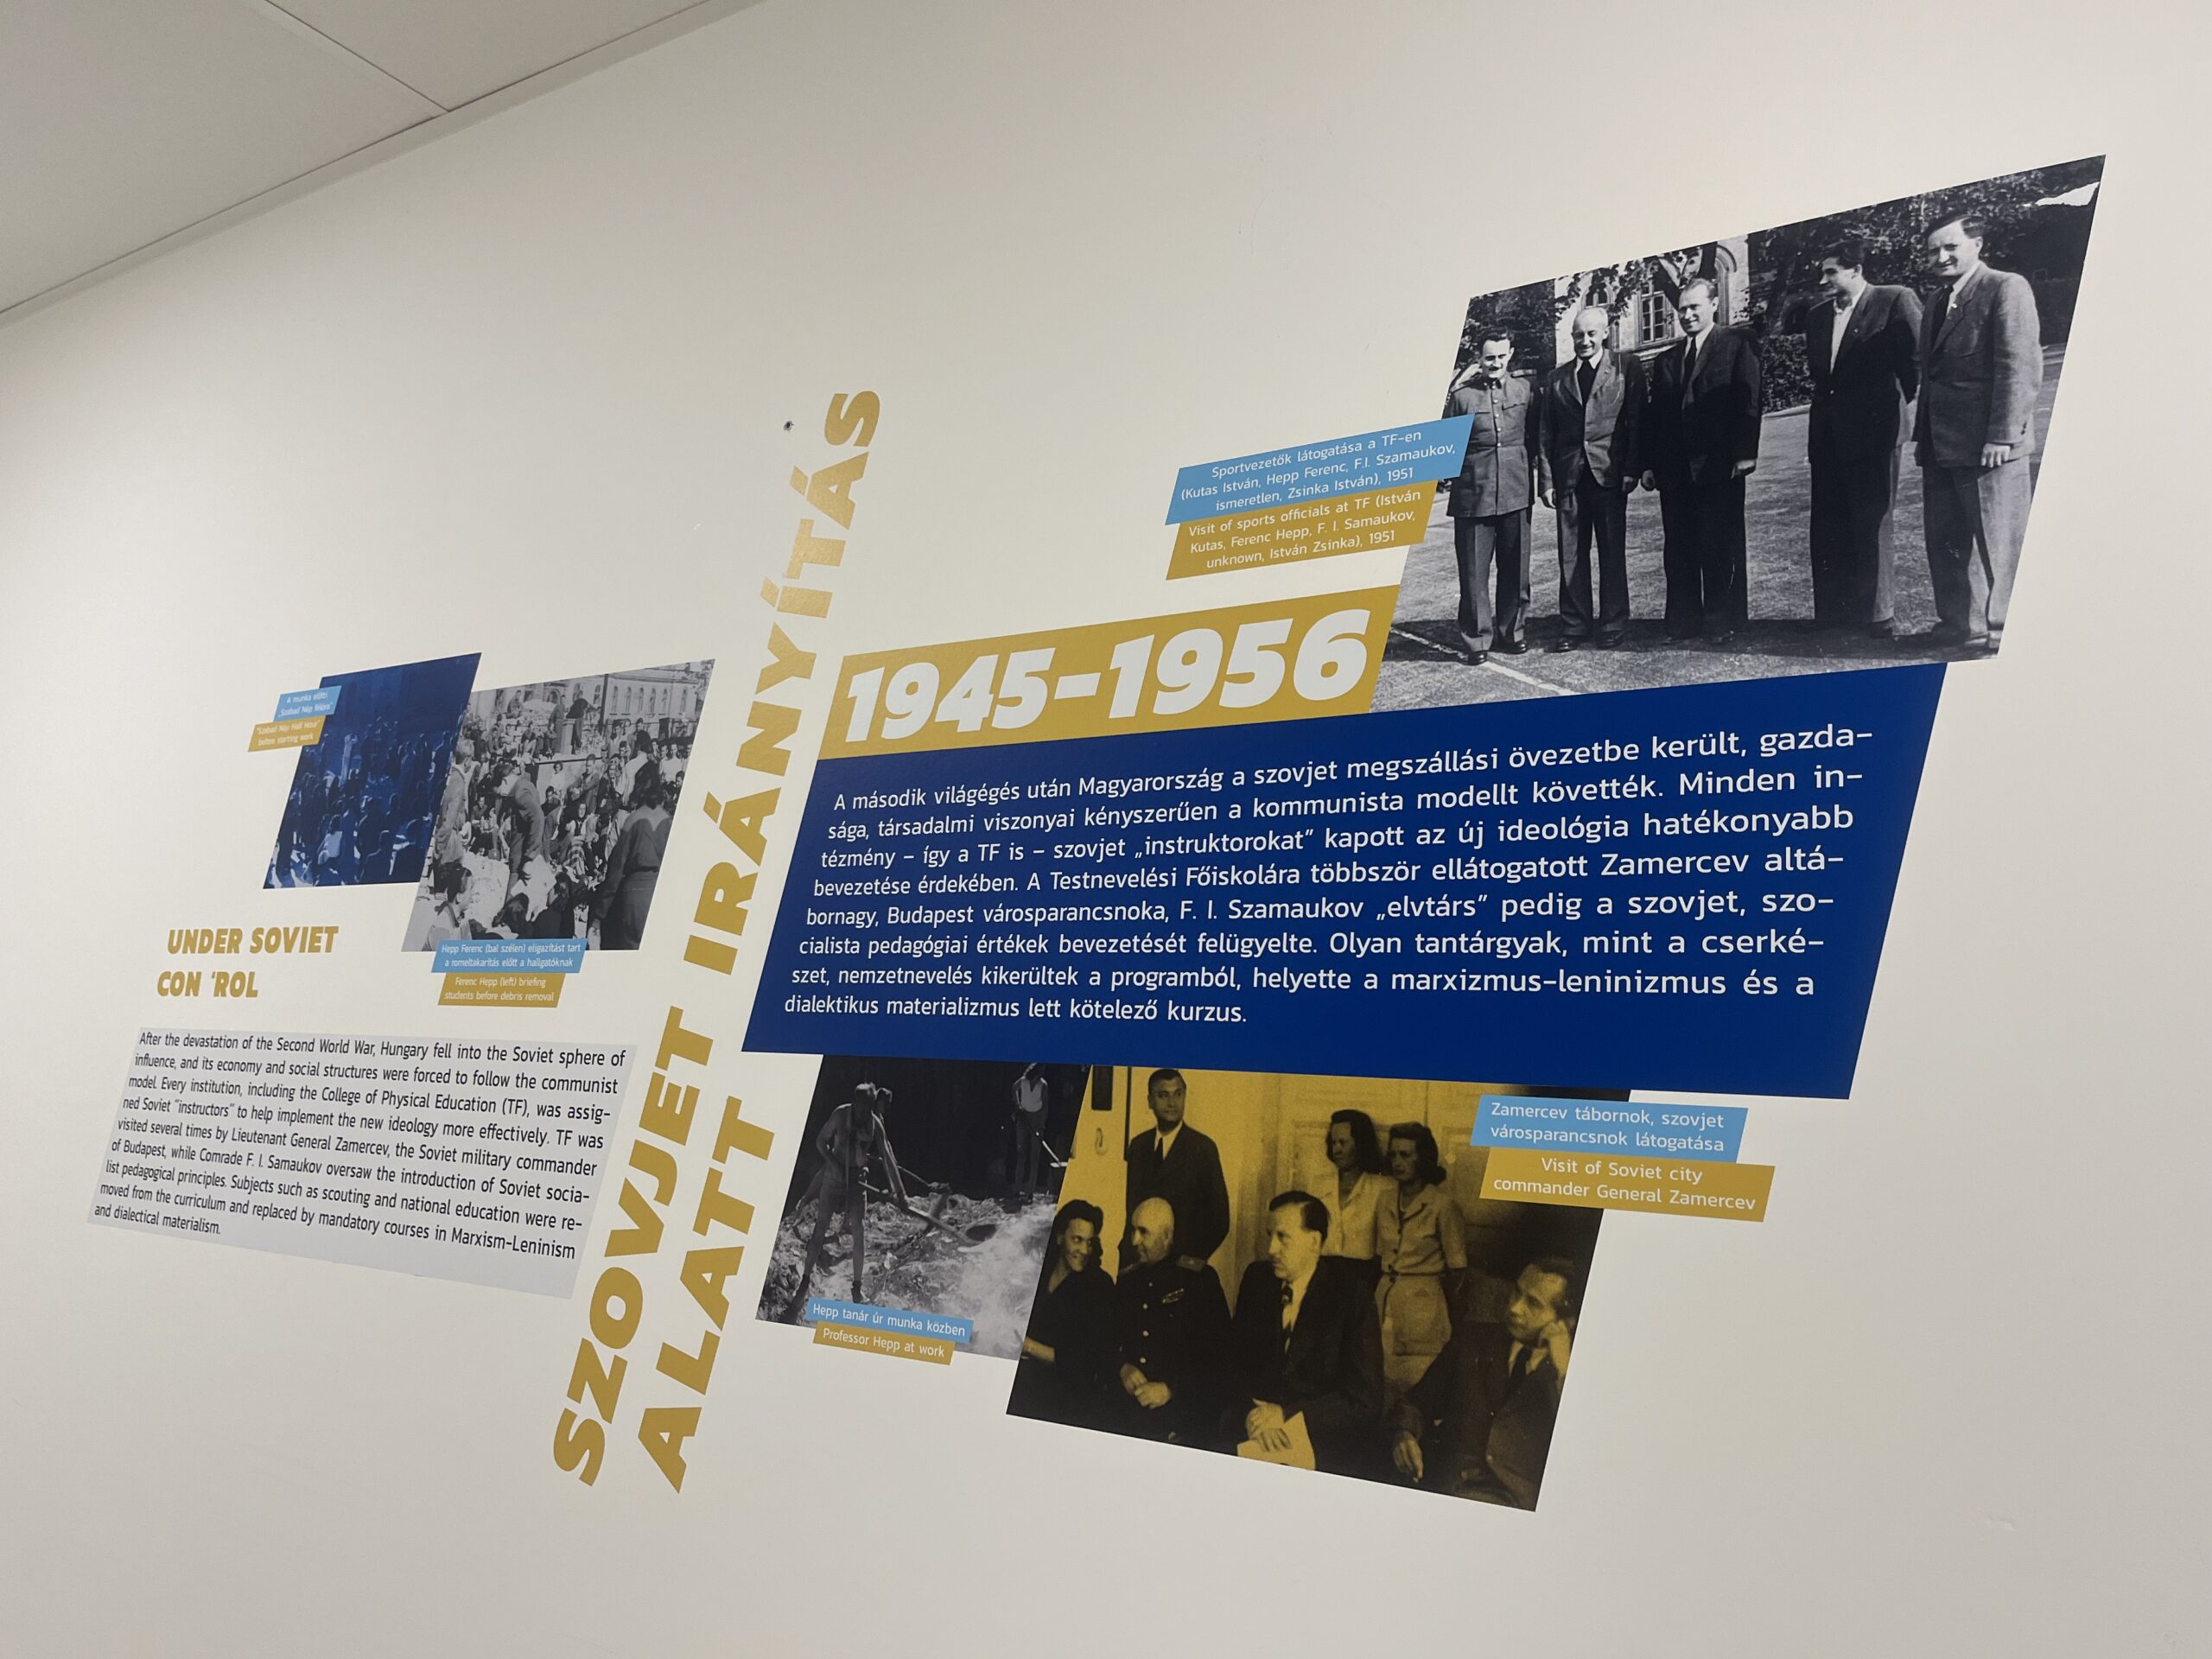 A munka előtti
„Szabad Nép félóra"
"Szabad Nép Half Hour"
before starting work
Hepp Ferenc (bal szélen) eligazítást tart
a romeltakarítás előtt a hallgatóknak
Ferenc Hepp (left) briefing
students before debris removal
UNDER SOVIET
CON 'ROL
After the devastation of the Second World War, Hungary fell into the Soviet sphere of
influence, and its economy and social structures were forced to follow the communist
model. Every institution, including the College of Physical Education (TF), was assig-
ned Soviet "instructors" to help implement the new ideology more effectively. TF was
visited several times by Lieutenant General Zamercev, the Soviet military commander
of Budapest, while Comrade F. I. Samaukov oversaw the introduction of Soviet socia-
list pedagogical principles. Subjects such as scouting and national education were re-
moved from the curriculum and replaced by mandatory courses in Marxism-Leninism
and dialectical materialism.
SZOVJET IRÁNYÍTÁS
ALATT
Sportvezetők látogatása a TF-en
(Kutas István, Hepp Ferenc, F.I. Szamaukov,
ismeretlen, Zsinka István), 1951
Visit of sports officials at TF (István
Kutas, Ferenc Hepp, F. I. Samaukov,
unknown, István Zsinka), 1951
1945-1956
A második világégés után Magyarország a szovjet megszállási övezetbe került, gazda-
sága, társadalmi viszonyai kényszerűen a kommunista modellt követték. Minden in-
tézmény – így a TF is – szovjet „instruktorokat" kapott az új ideológia hatékonyabb
bevezetése érdekében. A Testnevelési Főiskolára többször ellátogatott Zamercev altá-
bornagy, Budapest városparancsnoka, F. I. Szamaukov „elvtárs" pedig a szovjet, szo-
cialista pedagógiai értékek bevezetését felügyelte. Olyan tantárgyak, mint a cserké-
szet, nemzetnevelés kikerültek a programból, helyette a marxizmus-leninizmus és a
dialektikus materializmus lett kötelező kurzus.
Hepp tanár úr munka közben
Professor Hepp at work
Zamercev tábornok, szovjet
városparancsnok látogatása
Visit of Soviet city
commander General Zamercev